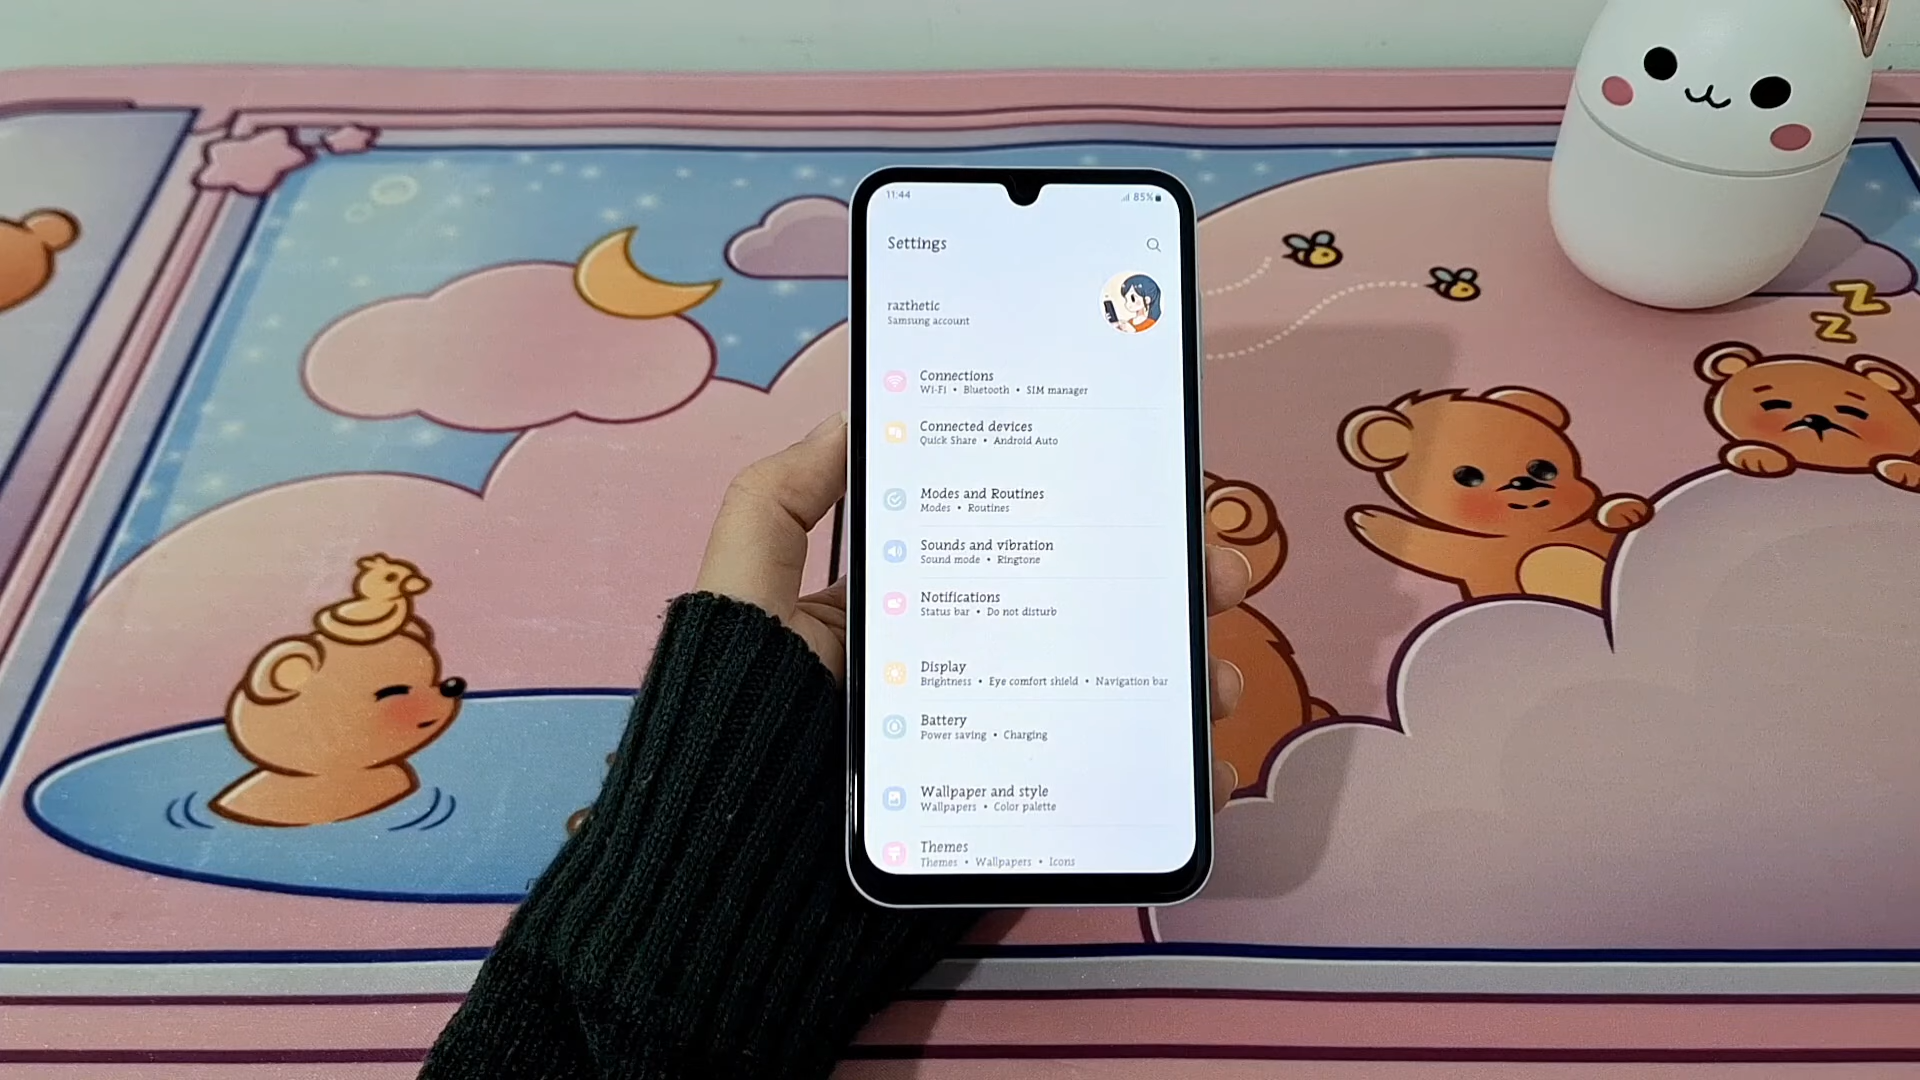 11:44
85%
Settings
razthetic
Samsung account
Connections
Wi-Fi • Bluetooth • SIM manager
Connected devices
Quick Share • Android Auto
Modes and Routines
Modes • Routines
Sounds and vibration
Sound mode • Ringtone
Notifications
Status bar • Do not disturb
Display
Brightness • Eye comfort shield • Navigation bar
Battery
Power saving • Charging
Wallpaper and style
Wallpapers • Color palette
Themes
Themes • Wallpapers • Icons
Z
Z